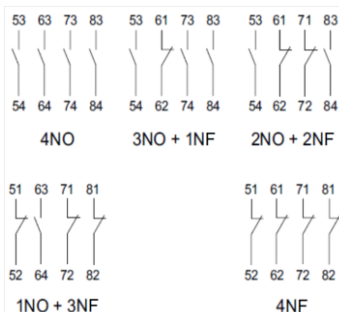 53 63 73 83 53 61 73 83 53 61 71 83
54 64 74 84 54 62 74 84 54 62 72 84
4NO 3NO + 1NF 2NO + 2NF
51 63 71 81 51 61 71 81
52 64 72 82 52 62 72 82
1NO + 3NF 4NF